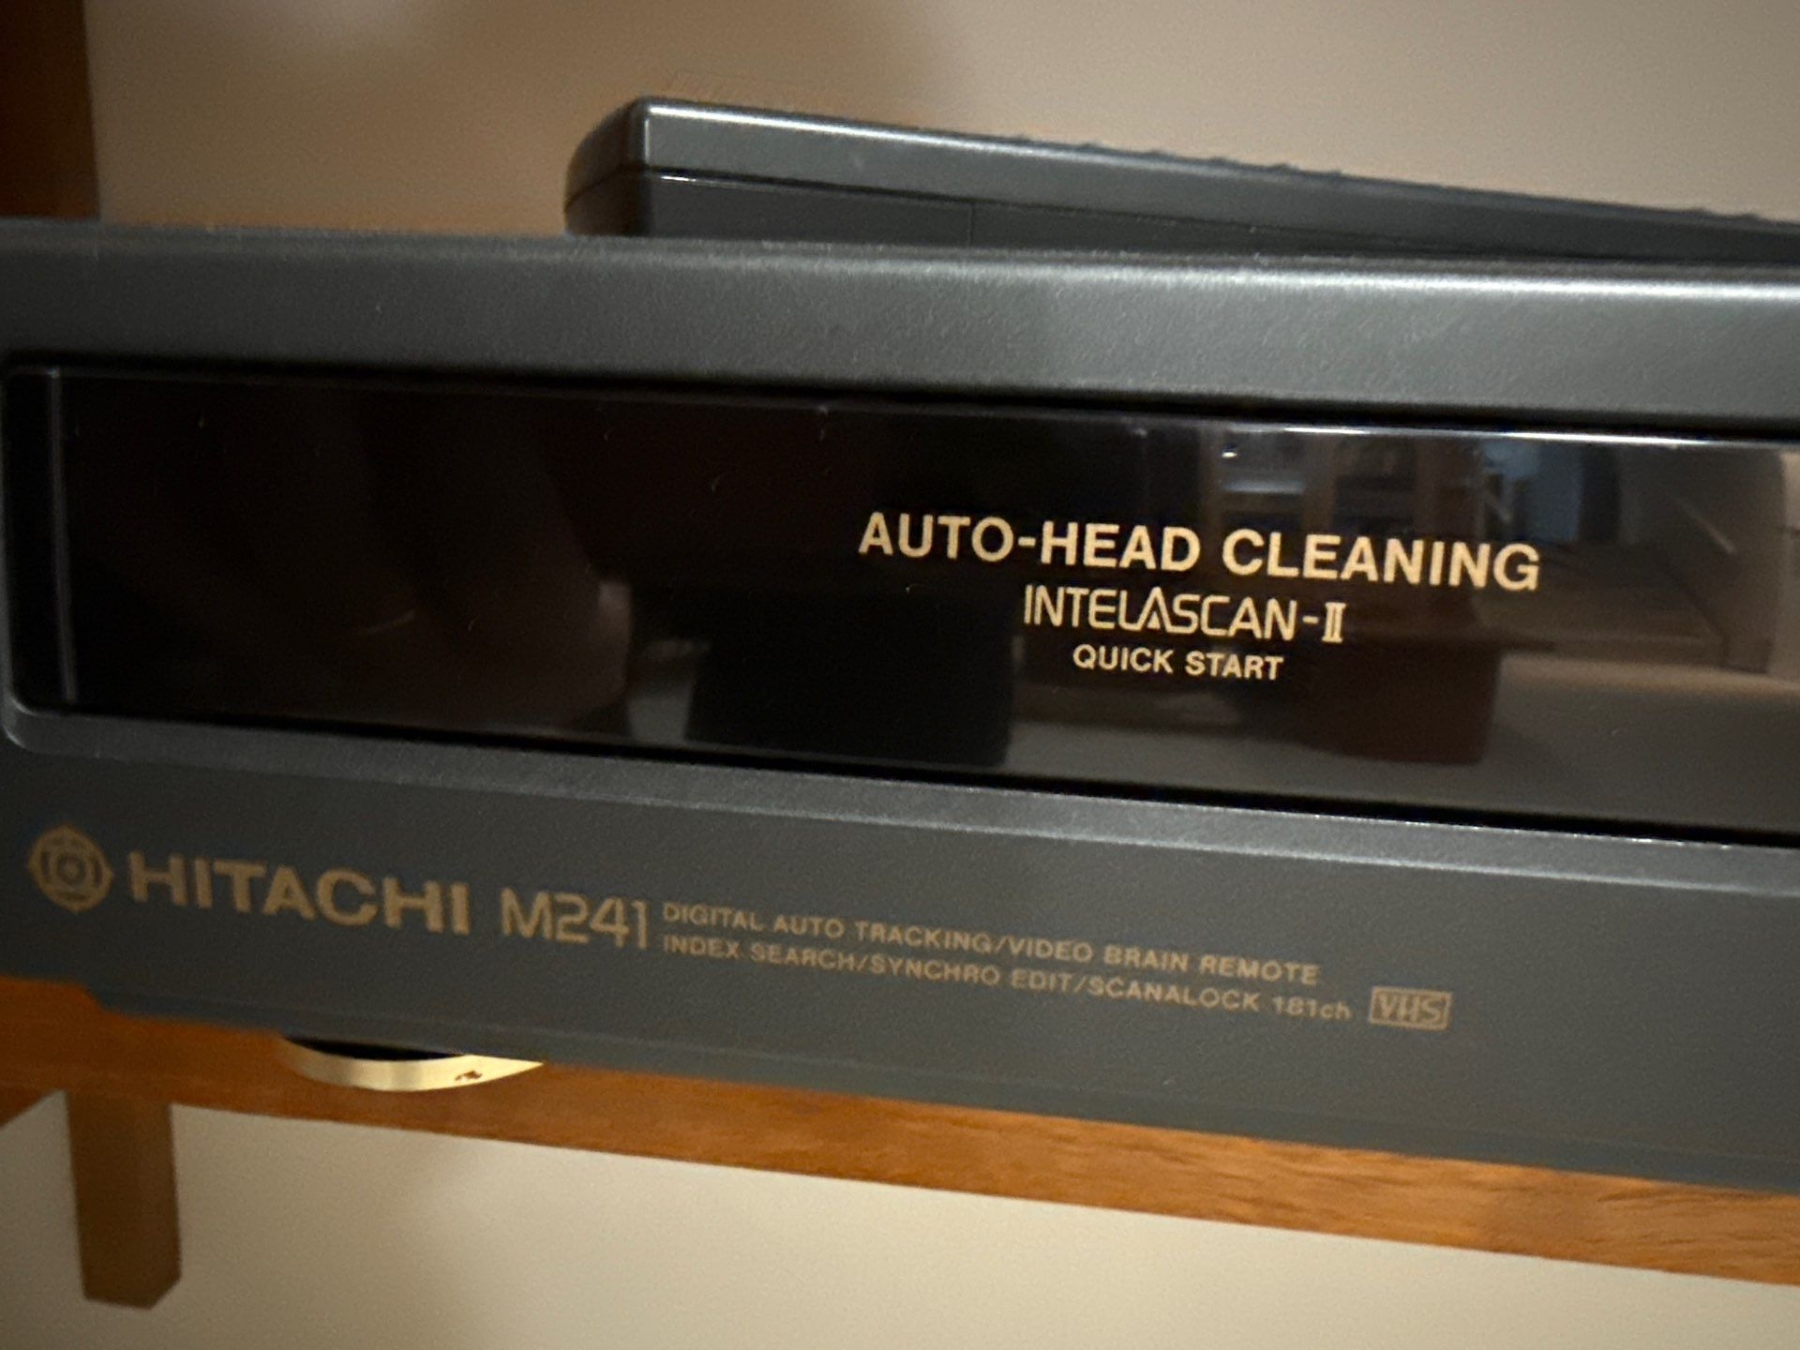 AUTO-HEAD CLEANING
INTELASCAN-II
QUICK START
HITACHI M241
DIGITAL AUTO TRACKING/VIDEO BRAIN REMOTE
INDEX SEARCH/SYNCHRO EDIT/SCANALOCK 181ch VHS